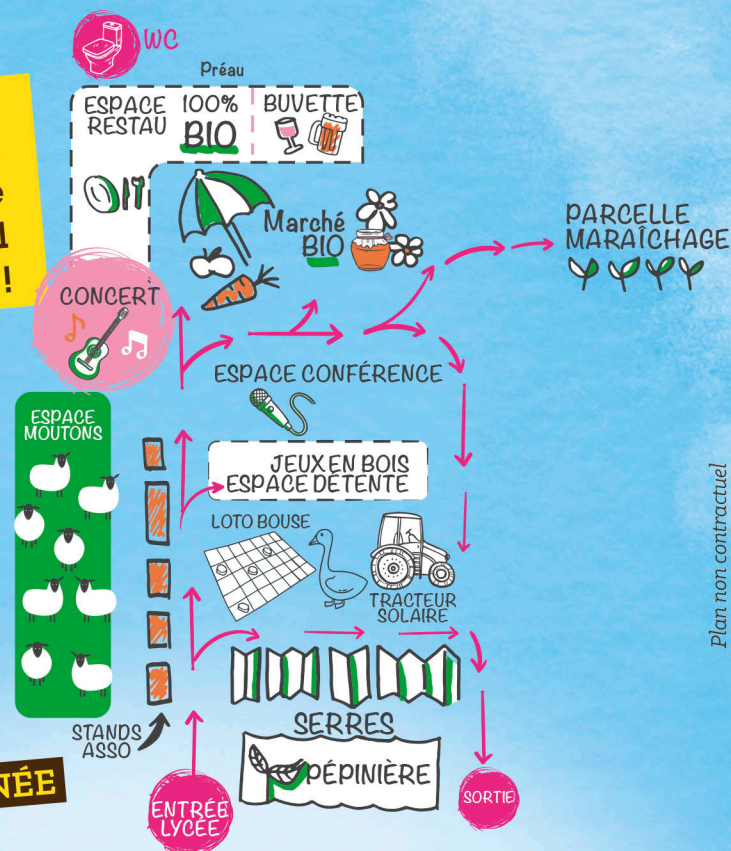 WC
Préau
ESPACE
RESTAU
100%
BIO
BUVETTE
Marché
BIO
PARCELLE
MARAÎCHAGE
!
CONCERT
ESPACE CONFÉRENCE
ESPACE
MOUTONS
JEUX EN BOIS
ESPACE DÉTENTE
LOTO BOUSE
TRACTEUR
SOLAIRE
Plan non contractuel
STANDS
ASSO
SERRES
PÉPINIÈRE
NÉE
ENTRÉE
LYCÉE
SORTIE